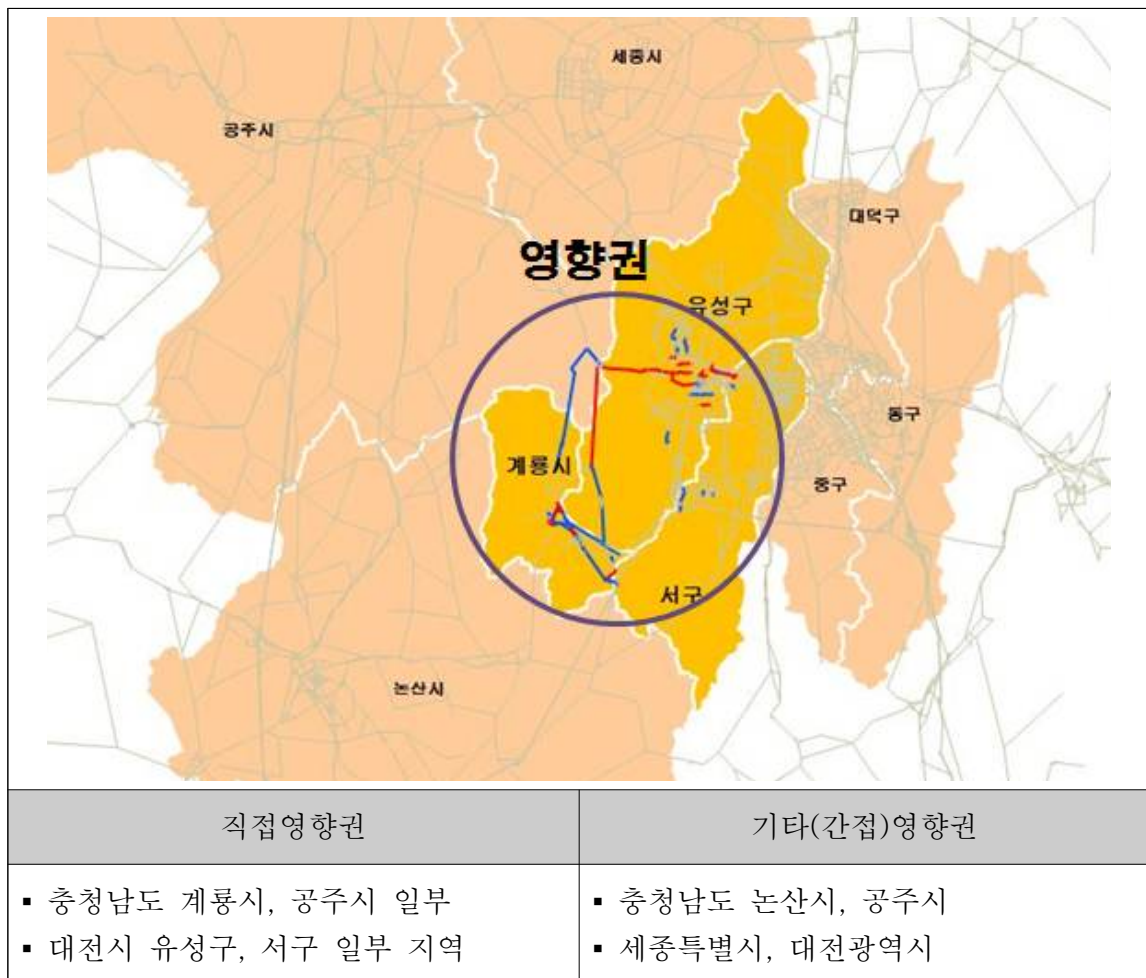 세종시
공주시
대덕구
영향권
유성구
동구
계룡시
중구
서구
논산시
직접영향권
기타(간접)영향권
▪ 충청남도 계룡시, 공주시 일부
▪ 대전시 유성구, 서구 일부 지역
▪ 충청남도 논산시, 공주시
▪ 세종특별시, 대전광역시